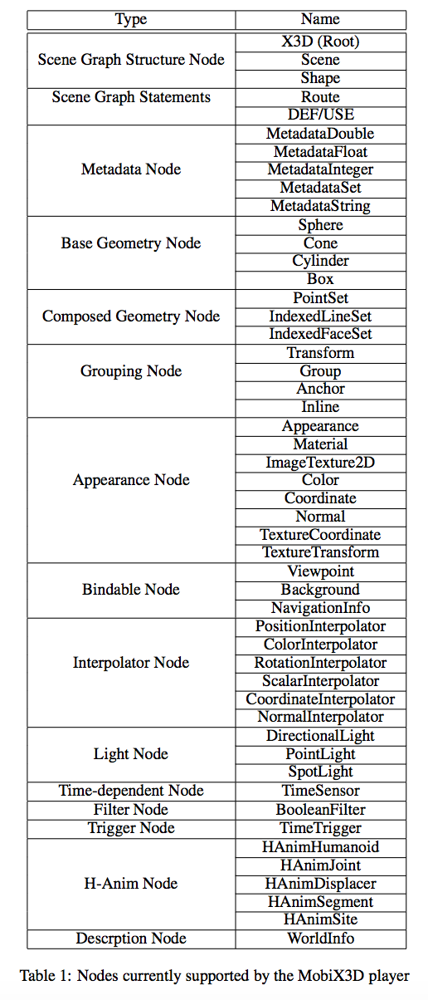 Type Name
X3D (Root)
Scene Graph Structure Node Scene
Shape
Scene Graph Statements Route
DEF/USE
MetadataDouble
MetadataFloat
Metadata Node MetadataInteger
MetadataSet
MetadataString
Sphere
Base Geometry Node Cone
Cylinder
Box
PointSet
Composed Geometry Node IndexedLineSet
IndexedFaceSet
Transform
Grouping Node Group
Anchor
Inline
Appearance
Material
ImageTexture2D
Appearance Node Color
Coordinate
Normal
TextureCoordinate
TextureTransform
Viewpoint
Bindable Node Background
NavigationInfo
PositionInterpolator
ColorInterpolator
Interpolator Node RotationInterpolator
ScalarInterpolator
CoordinateInterpolator
NormalInterpolator
DirectionalLight
Light Node PointLight
SpotLight
Time-dependent Node TimeSensor
Filter Node BooleanFilter
Trigger Node TimeTrigger
HAnimHumanoid
HAnimJoint
H-Anim Node HAnimDisplacer
HAnimSegment
HAnimSite
Descrption Node WorldInfo
Table 1: Nodes currently supported by the MobiX3D player